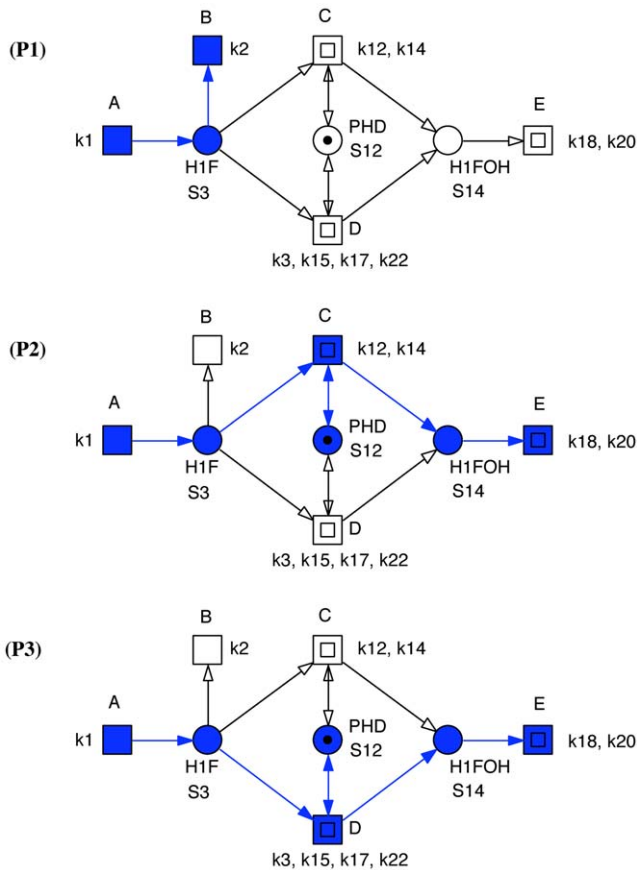 (P1)
B
k2
C
k12, k14
A
k1
H1F
S3
PHD
S12
H1FOH
S14
E
k18, k20
D
k3, k15, k17, k22
(P2)
B
k2
C
k12, k14
A
k1
H1F
S3
PHD
S12
H1FOH
S14
E
k18, k20
D
k3, k15, k17, k22
(P3)
B
k2
C
k12, k14
A
k1
H1F
S3
PHD
S12
H1FOH
S14
E
k18, k20
D
k3, k15, k17, k22